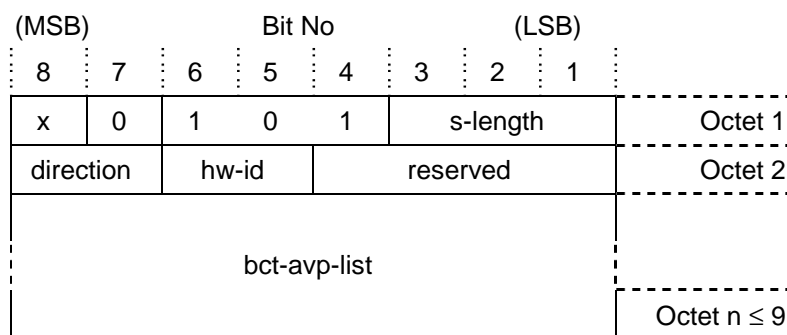 (MSB) Bit No (LSB)
8 7 6 5 4 3 2 1
x 0 1 0 1 s-length Octet 1
direction hw-id reserved Octet 2
bct-avp-list
Octet n ≤ 9